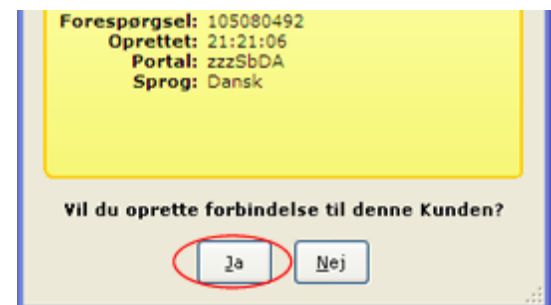 Forespørgsel: 105080492
Oprettet: 21:21:06
Portal: zzzSbDA
Sprog: Dansk
Vil du oprette forbindelse til denne Kunden?
Ja Nej